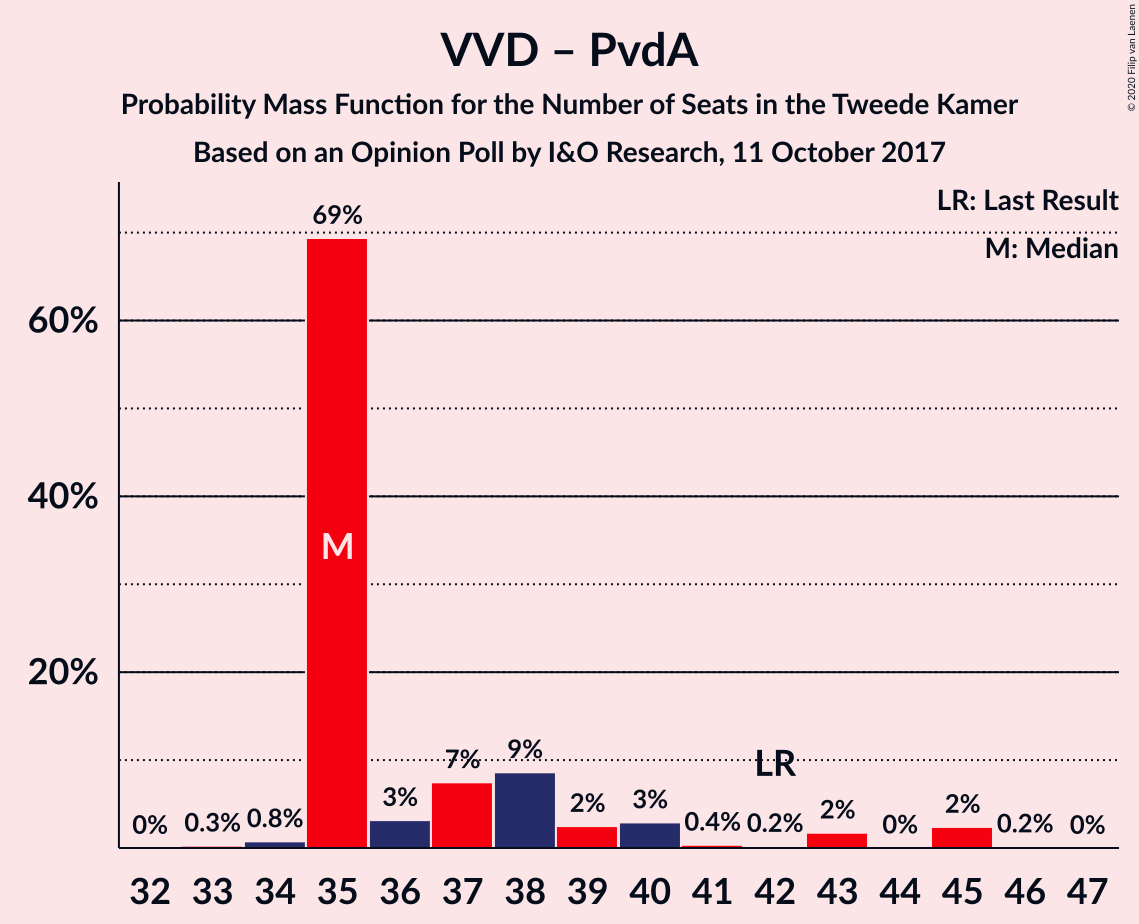 VVD – PvdA
Probability Mass Function for the Number of Seats in the Tweede Kamer
Based on an Opinion Poll by I&O Research, 11 October 2017
© 2020 Filip van Laenen
LR: Last Result
M: Median
60%
40%
20%
0%
0.3%
0.8%
69%
3%
7%
9%
2%
3%
0.4%
0.2%
2%
0%
2%
0.2%
0%
M
LR
32 33 34 35 36 37 38 39 40 41 42 43 44 45 46 47